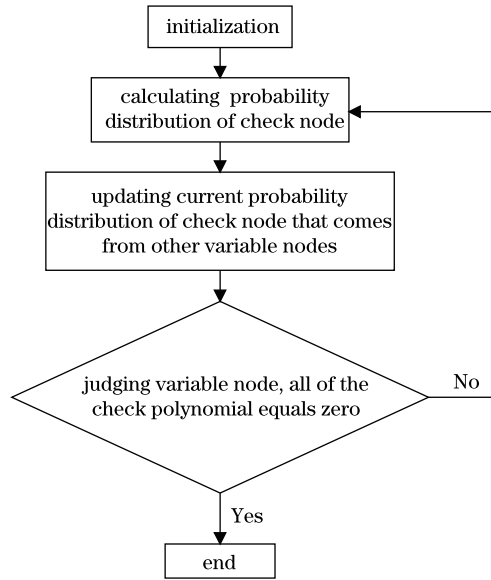 initialization
calculating probability
distribution of check node
updating current probability
distribution of check node that comes
from other variable nodes
judging variable node, all of the
check polynomial equals zero
No
Yes
end